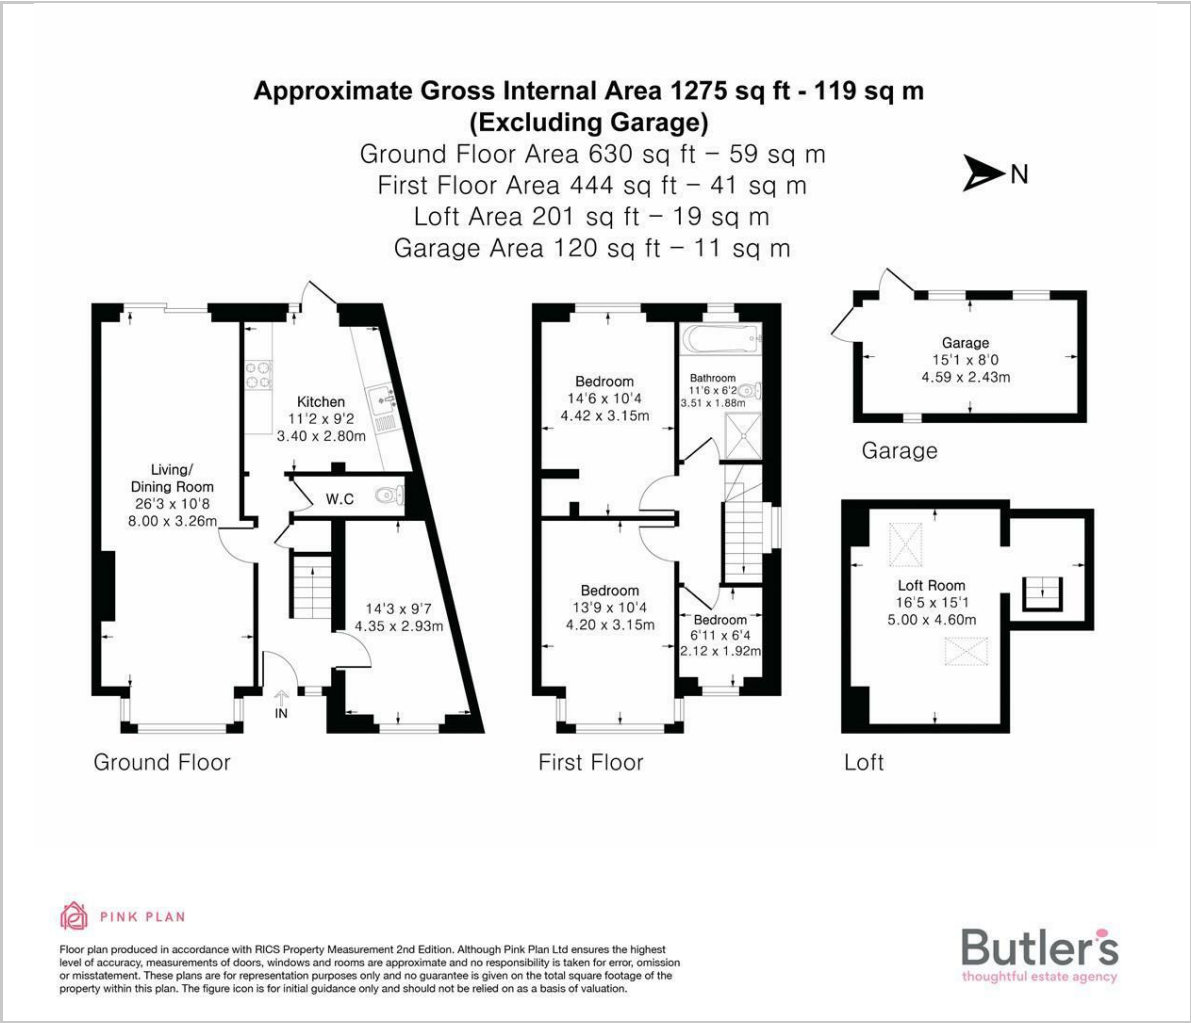 Approximate Gross Internal Area 1275 sq ft - 119 sq m
(Excluding Garage)
Ground Floor Area 630 sq ft – 59 sq m
First Floor Area 444 sq ft – 41 sq m
Loft Area 201 sq ft – 19 sq m
Garage Area 120 sq ft – 11 sq m
N
Living/
Dining Room
26'3 x 10'8
8.00 x 3.26m
Kitchen
11'2 x 9'2
3.40 x 2.80m
W.C
14'3 x 9'7
4.35 x 2.93m
IN
Ground Floor
Bedroom
14'6 x 10'4
4.42 x 3.15m
Bathroom
11'6 x 6'2
3.51 x 1.88m
Bedroom
13'9 x 10'4
4.20 x 3.15m
Bedroom
6'11 x 6'4
2.12 x 1.92m
First Floor
Garage
15'1 x 8'0
4.59 x 2.43m
Garage
Loft Room
16'5 x 15'1
5.00 x 4.60m
Loft
PINK PLAN
Floor plan produced in accordance with RICS Property Measurement 2nd Edition. Although Pink Plan Ltd ensures the highest
level of accuracy, measurements of doors, windows and rooms are approximate and no responsibility is taken for error, omission
or misstatement. These plans are for representation purposes only and no guarantee is given on the total square footage of the
property within this plan. The figure icon is for initial guidance only and should not be relied on as a basis of valuation.
Butler's
thoughtful estate agency